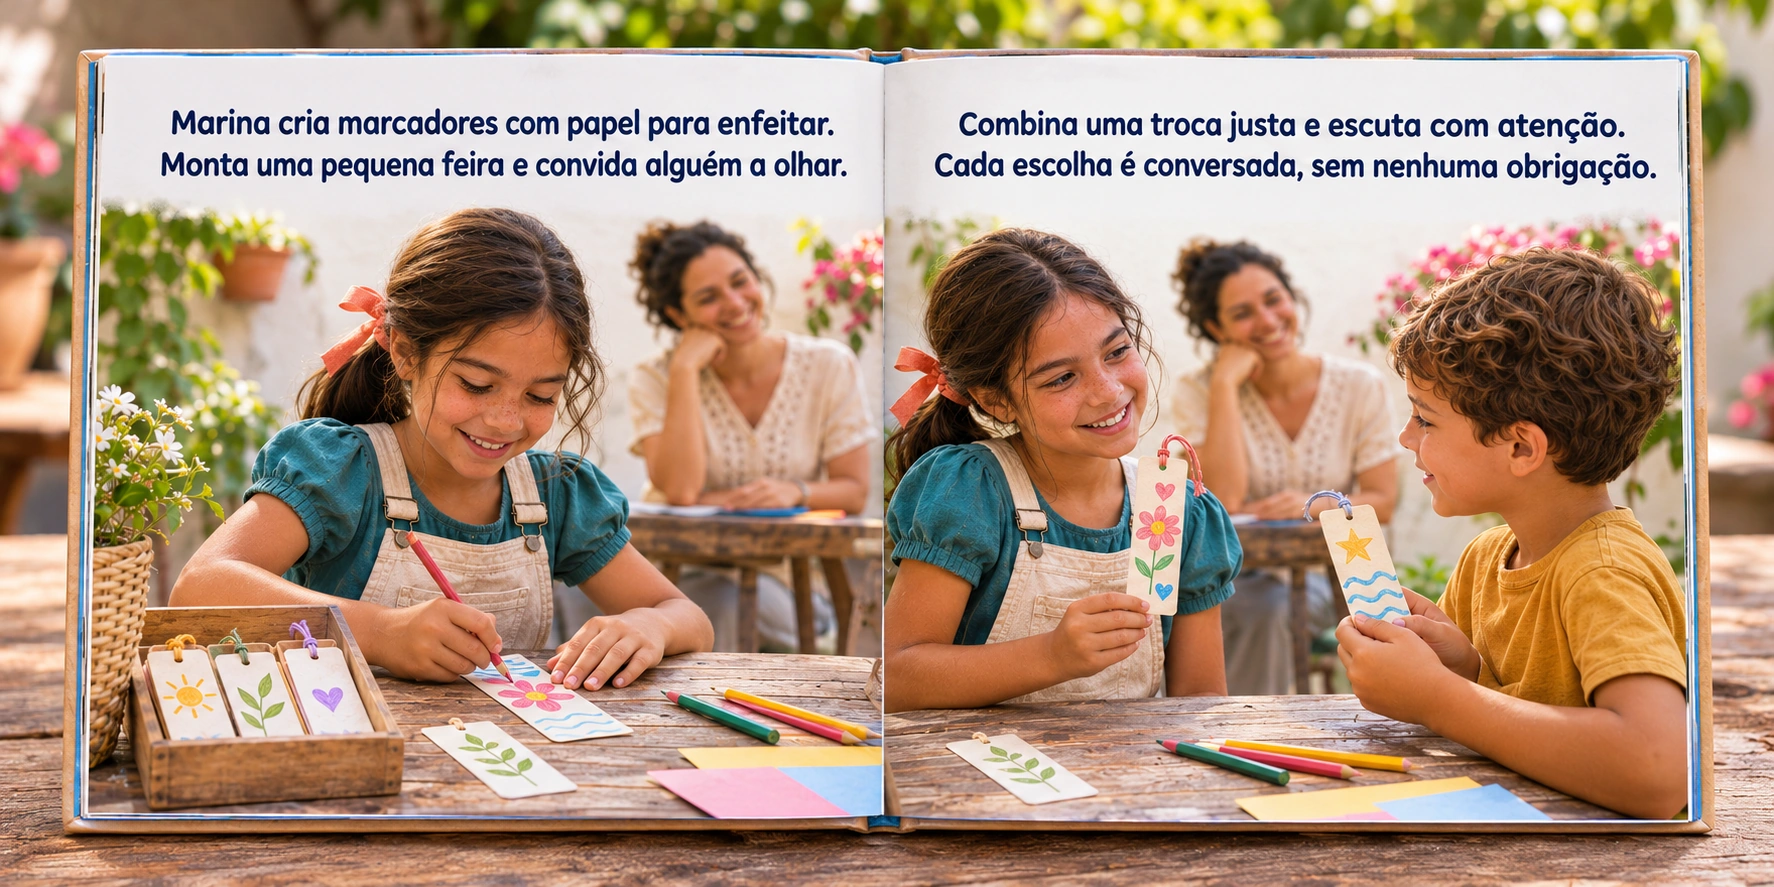 Marina cria marcadores com papel para enfeitar.
Monta uma pequena feira e convida alguém a olhar.
Combina uma troca justa e escuta com atenção.
Cada escolha é conversada, sem nenhuma obrigação.